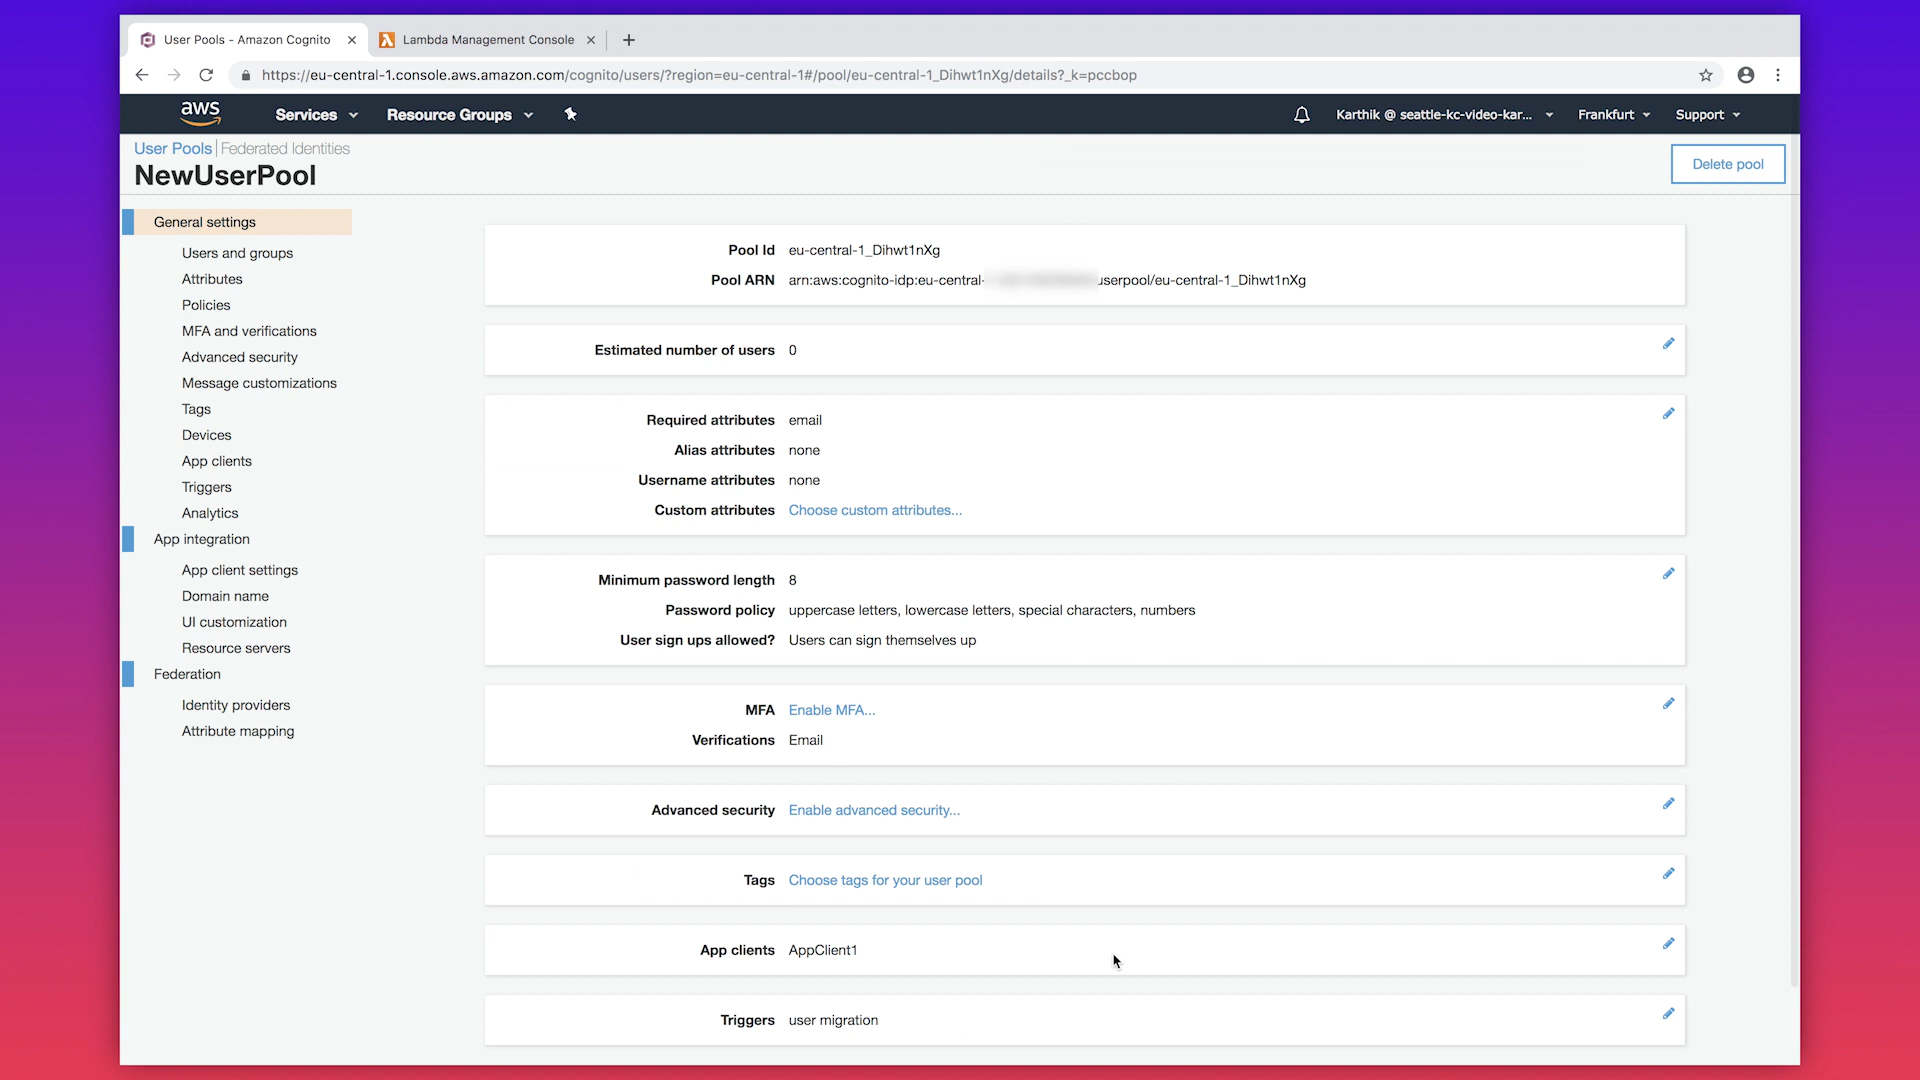 User Pools - Amazon Cognito
Lambda Management Console
https://eu-central-1.console.aws.amazon.com/cognito/users/?region=eu-central-1#/pool/eu-central-1_Dihwt1nXg/details?_k=pccbop
aws Services Resource Groups Karthik @ seattle-kc-video-kar... Frankfurt Support
User Pools | Federated Identities
NewUserPool
Delete pool
General settings
Users and groups
Attributes
Policies
MFA and verifications
Advanced security
Message customizations
Tags
Devices
App clients
Triggers
Analytics
App integration
App client settings
Domain name
UI customization
Resource servers
Federation
Identity providers
Attribute mapping
Pool Id eu-central-1_Dihwt1nXg
Pool ARN arn:aws:cognito-idp:eu-central- userpool/eu-central-1_Dihwt1nXg
Estimated number of users 0
Required attributes email
Alias attributes none
Username attributes none
Custom attributes Choose custom attributes...
Minimum password length 8
Password policy uppercase letters, lowercase letters, special characters, numbers
User sign ups allowed? Users can sign themselves up
MFA Enable MFA...
Verifications Email
Advanced security Enable advanced security...
Tags Choose tags for your user pool
App clients AppClient1
Triggers user migration